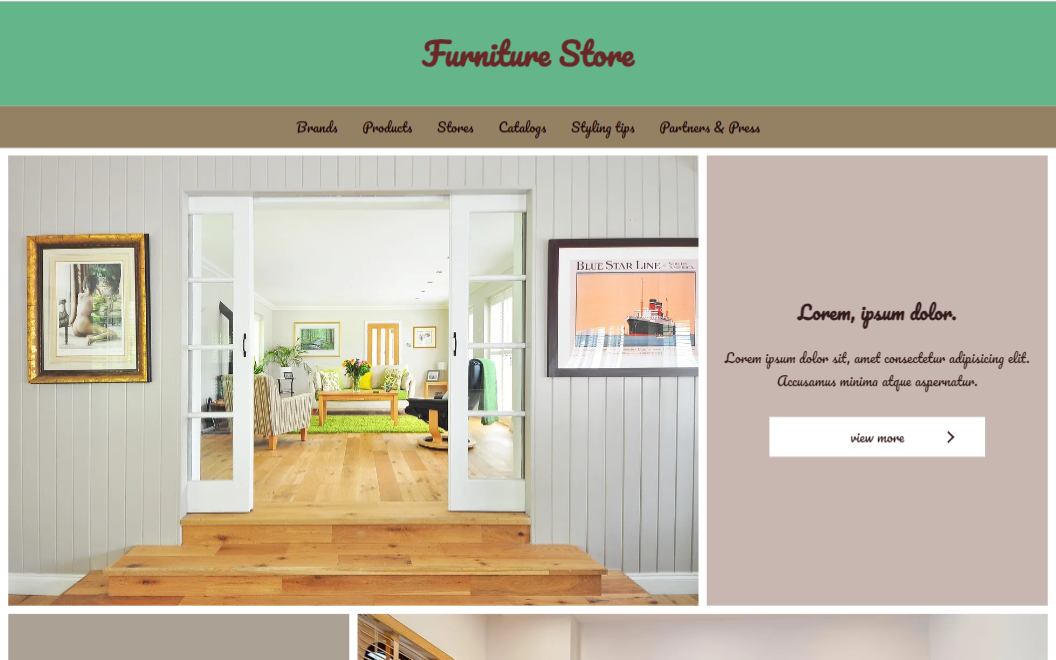 Furniture Store
Brands Products Stores Catalogs Styling tips Partners & Press
BLUE STAR LINE
Lorem, ipsum dolor.
Lorem ipsum dolor sit, amet consectetur adipisicing elit.
Accusamus minima atque aspernatur.
view more